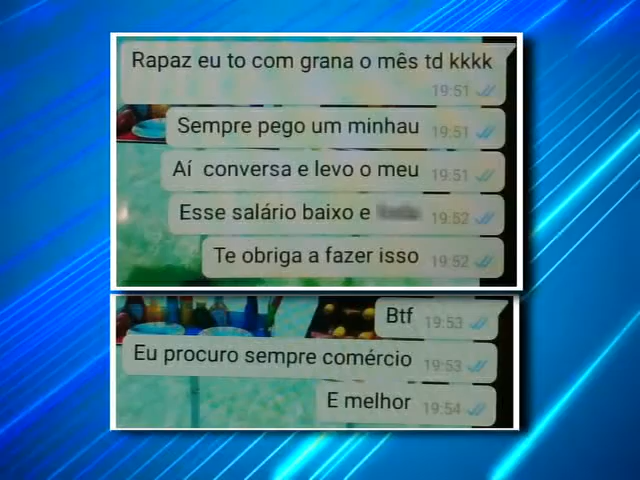 Rapaz eu to com grana o mês td kkkk
19:51
Sempre pego um minhau 19:51
Aí conversa e levo o meu 19:51
Esse salário baixo e 19:52
Te obriga a fazer isso 19:52
Btf 19:53
Eu procuro sempre comércio 19:53
E melhor 19:54